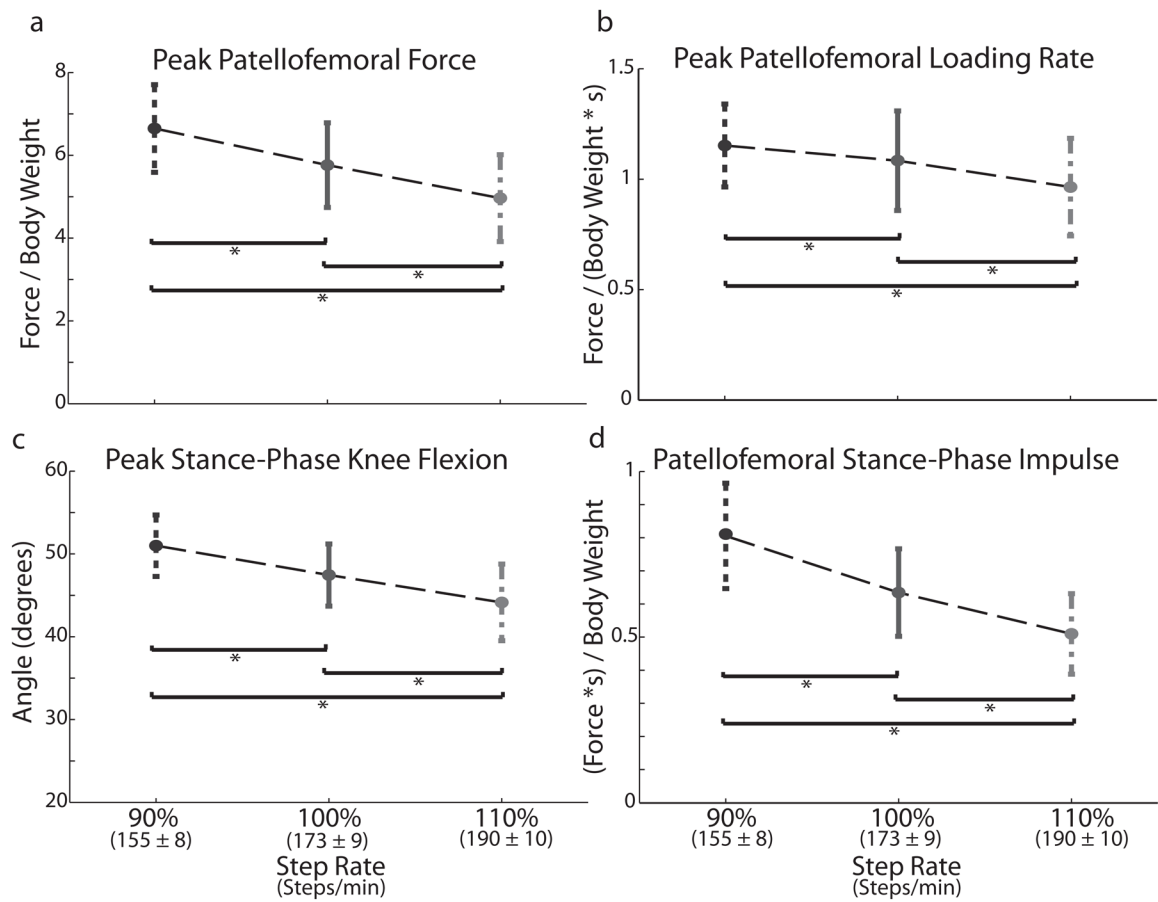 a
Peak Patellofemoral Force
8
6
4
2
0
Force / Body Weight
*
*
*
b
Peak Patellofemoral Loading Rate
1.5
1
0.5
0
Force / (Body Weight * s)
*
*
*
c
Peak Stance-Phase Knee Flexion
60
50
40
30
20
Angle (degrees)
*
*
*
90% 100% 110%
(155 ± 8) (173 ± 9) (190 ± 10)
Step Rate
(Steps/min)
d
Patellofemoral Stance-Phase Impulse
1
0.5
0
(Force *s) / Body Weight
*
*
*
90% 100% 110%
(155 ± 8) (173 ± 9) (190 ± 10)
Step Rate
(Steps/min)